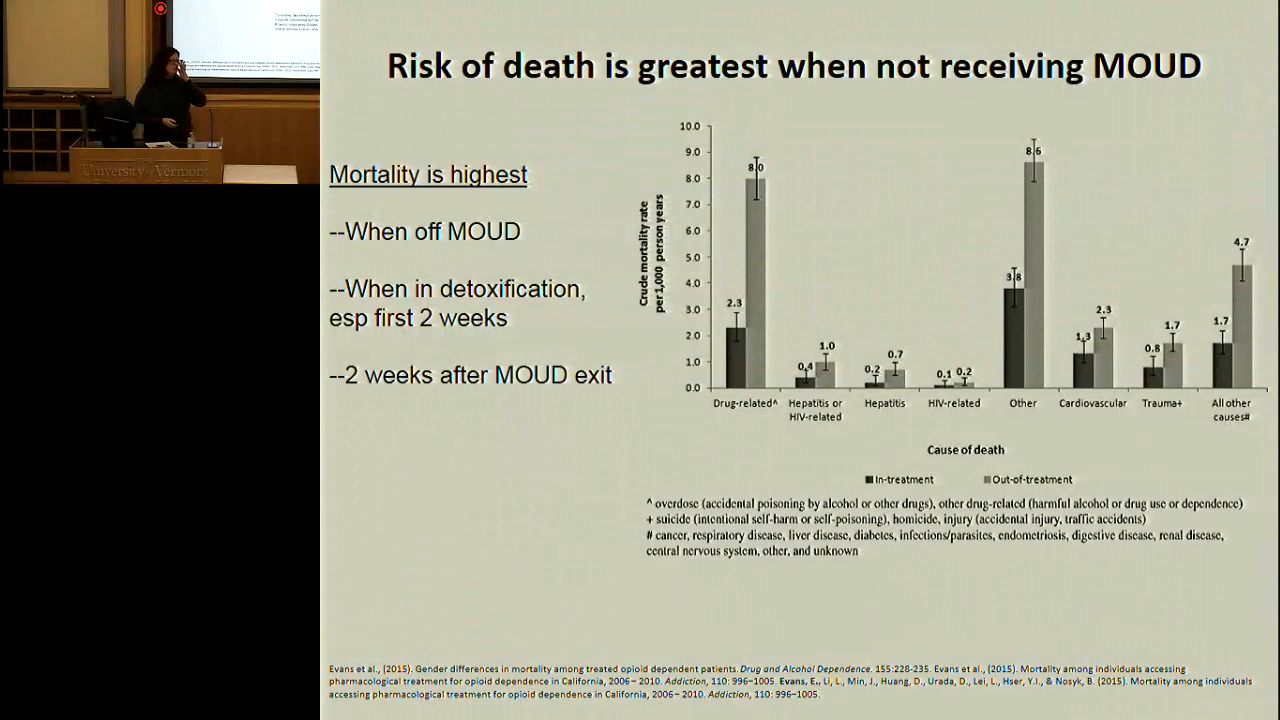 Risk of death is greatest when not receiving MOUD
THE
University of Vermont
Mortality is highest
--When off MOUD
--When in detoxification,
esp first 2 weeks
--2 weeks after MOUD exit
Crude mortality rate
per 1,000 person years
10.0
9.0
8.0
7.0
6.0
5.0
4.0
3.0
2.0
1.0
0.0
2.3
8.0
0.4
1.0
0.2
0.7
0.1
0.2
3.8
8.6
1.3
2.3
0.8
1.7
1.7
4.7
Drug-related^
Hepatitis or
HIV-related
Hepatitis
HIV-related
Other
Cardiovascular
Trauma+
All other
causes#
Cause of death
In-treatment
Out-of-treatment
^ overdose (accidental poisoning by alcohol or other drugs), other drug-related (harmful alcohol or drug use or dependence)
+ suicide (intentional self-harm or self-poisoning), homicide, injury (accidental injury, traffic accidents)
# cancer, respiratory disease, liver disease, diabetes, infections/parasites, endometriosis, digestive disease, renal disease,
central nervous system, other, and unknown
Evans et al., (2015). Gender differences in mortality among treated opioid dependent patients. Drug and Alcohol Dependence. 155:228-235. Evans et al., (2015). Mortality among individuals accessing
pharmacological treatment for opioid dependence in California, 2006– 2010. Addiction, 110: 996–1005. Evans, E., Li, L., Min, J., Huang, D., Urada, D., Lei, L., Hser, Y.I., & Nosyk, B. (2015). Mortality among individuals
accessing pharmacological treatment for opioid dependence in California, 2006– 2010. Addiction, 110: 996–1005.